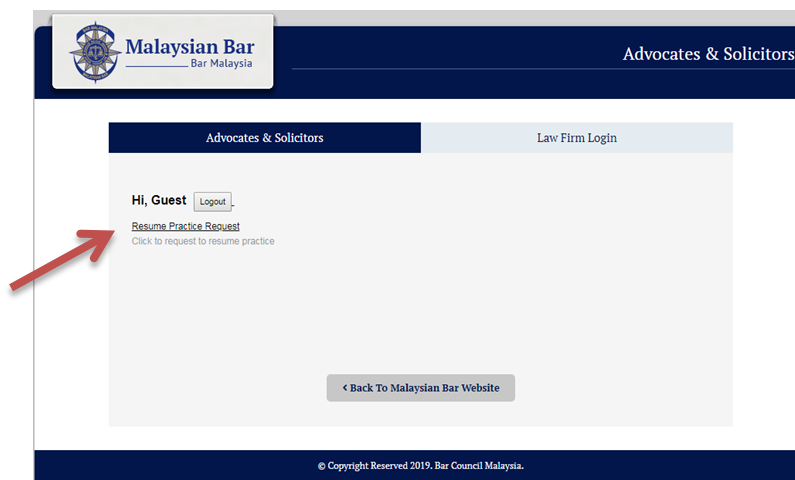 Malaysian Bar
Bar Malaysia
Advocates & Solicitors
Advocates & Solicitors
Law Firm Login
Hi, Guest
Logout
Resume Practice Request
Click to request to resume practice
‹ Back To Malaysian Bar Website
© Copyright Reserved 2019. Bar Council Malaysia.